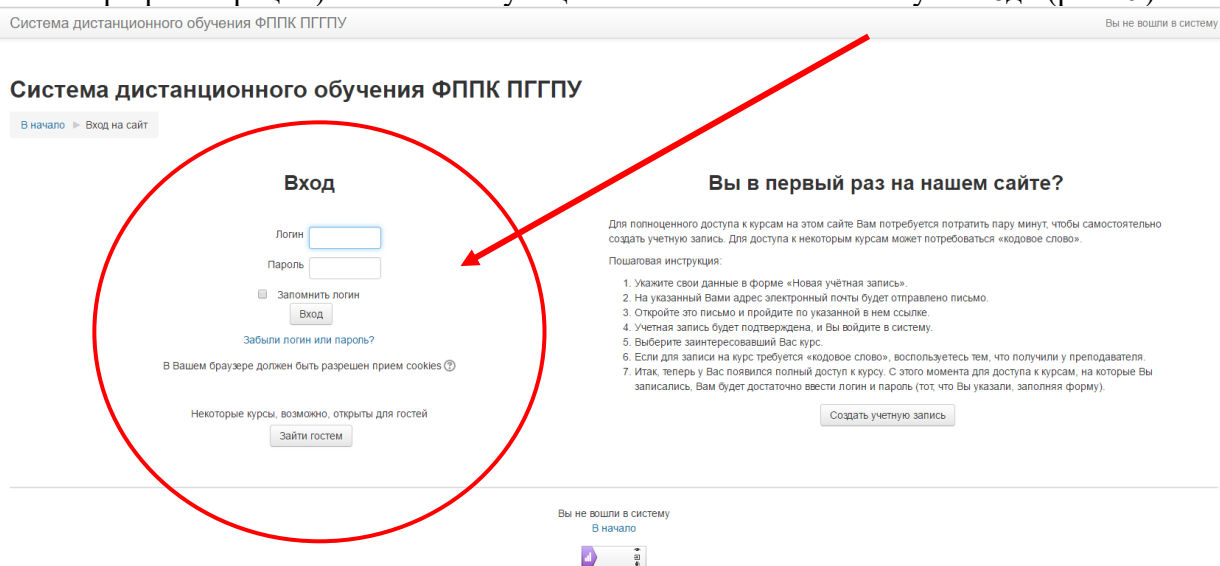 Система дистанционного обучения ФППК ПГГПУ
Вы не вошли в систему
Система дистанционного обучения ФППК ПГГПУ
В начало ► Вход на сайт
Вход
Логин
Пароль
Запомнить логин
Вход
Забыли логин или пароль?
В Вашем браузере должен быть разрешен прием cookies
Некоторые курсы, возможно, открыты для гостей
Зайти гостем
Вы в первый раз на нашем сайте?
Для полноценного доступа к курсам на этом сайте Вам потребуется потратить пару минут, чтобы самостоятельно
создать учетную запись. Для доступа к некоторым курсам может потребоваться «кодовое слово».
Пошаговая инструкция:
1. Укажите свои данные в форме «Новая учётная запись».
2. На указанный Вами адрес электронный почты будет отправлено письмо.
3. Откройте это письмо и пройдите по указанной в нем ссылке.
4. Учетная запись будет подтверждена, и Вы войдите в систему.
5. Выберите заинтересовавший Вас курс.
6. Если для записи на курс требуется «кодовое слово», воспользуетесь тем, что получили у преподавателя.
7. Итак, теперь у Вас появился полный доступ к курсу. С этого момента для доступа к курсам, на которые Вы
записались, Вам будет достаточно ввести логин и пароль (тот, что Вы указали, заполняя форму).
Создать учетную запись
Вы не вошли в систему
В начало